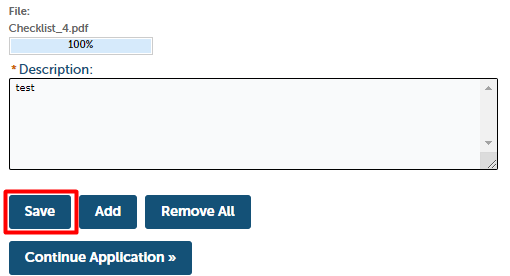 File:
Checklist_4.pdf
100%
* Description:
test
Save Add Remove All
Continue Application »